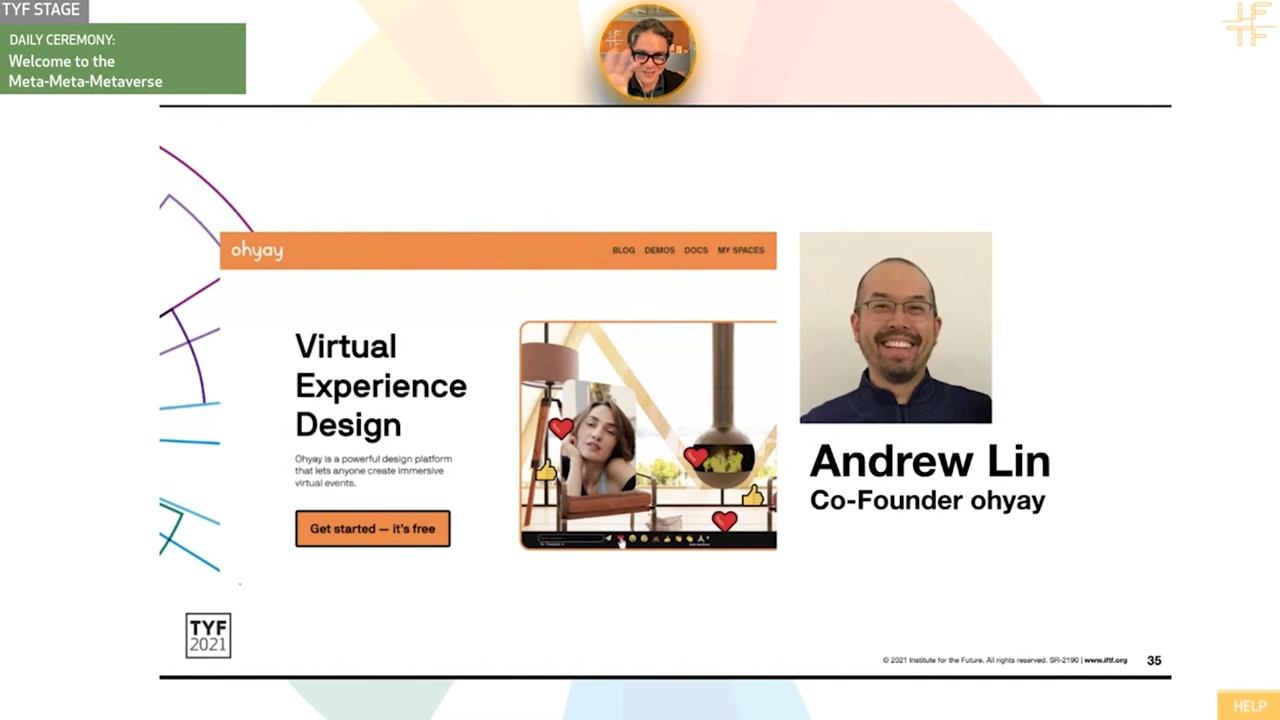 TYF STAGE
DAILY CEREMONY:
Welcome to the
Meta-Meta-Metaverse
IF
TF
ohyay
BLOG DEMOS DOCS MY SPACES
Virtual
Experience
Design
Ohyay is a powerful design platform
that lets anyone create immersive
virtual events.
Get started — it's free
Andrew Lin
Co-Founder ohyay
TYF
2021
© 2021 Institute for the Future. All rights reserved. SR-2190 | www.iftf.org 35
HELP